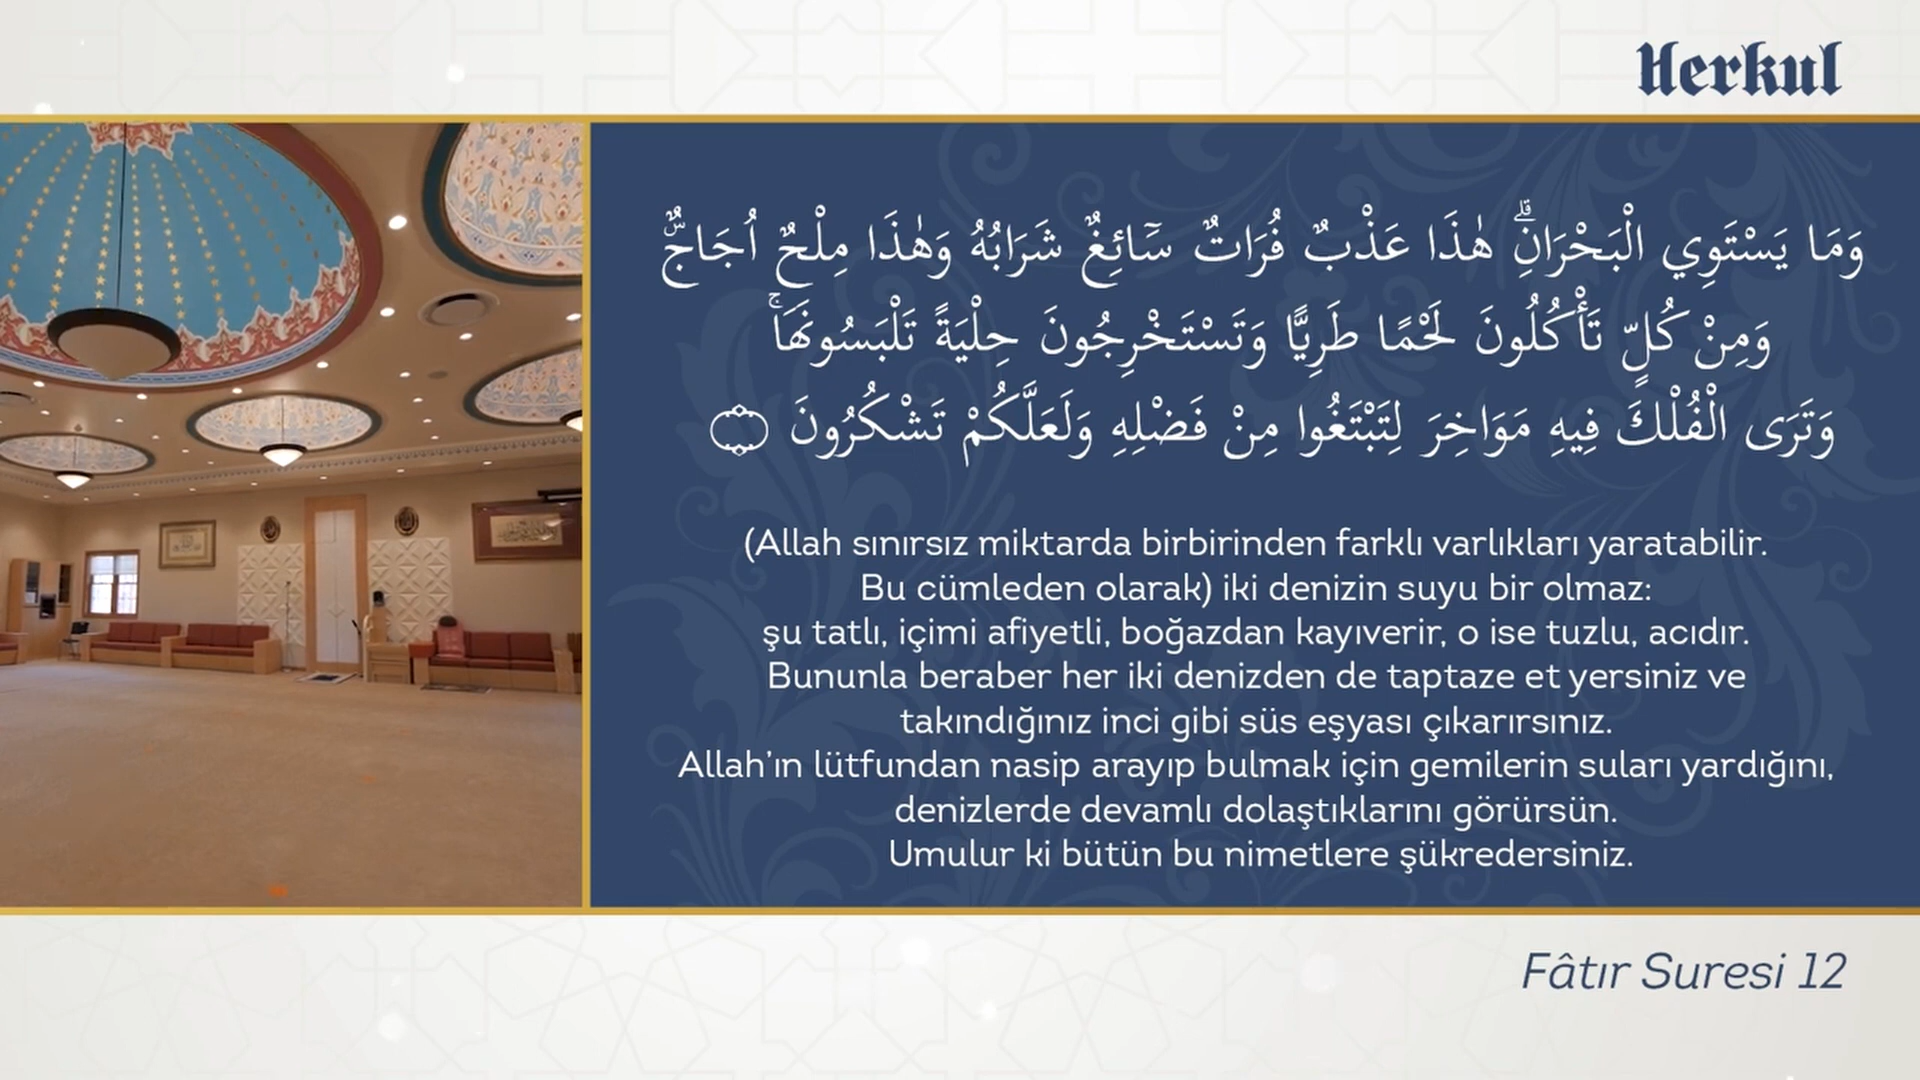 Herkul
وَمَا يَسْتَوِي الْبَحْرَانِۗ هٰذَا عَذْبٌ فُرَاتٌ سَٓائِغٌ شَرَابُهُ وَهٰذَا مِلْحٌ اُجَاجٌۜ
وَمِنْ كُلٍّ تَأْكُلُونَ لَحْمًا طَرِيًّا وَتَسْتَخْرِجُونَ حِلْيَةً تَلْبَسُونَهَاۚ
وَتَرَى الْفُلْكَ فِيهِ مَوَاخِرَ لِتَبْتَغُوا مِنْ فَضْلِهِ وَلَعَلَّكُمْ تَشْكُرُونَ
(Allah sınırsız miktarda birbirinden farklı varlıkları yaratabilir.
Bu cümleden olarak) iki denizin suyu bir olmaz:
şu tatlı, içimi afiyetli, boğazdan kayıverir, o ise tuzlu, acıdır.
Bununla beraber her iki denizden de taptaze et yersiniz ve
takındığınız inci gibi süs eşyası çıkarırsınız.
Allah'ın lütfundan nasip arayıp bulmak için gemilerin suları yardığını,
denizlerde devamlı dolaştıklarını görürsün.
Umulur ki bütün bu nimetlere şükredersiniz.
Fâtır Suresi 12